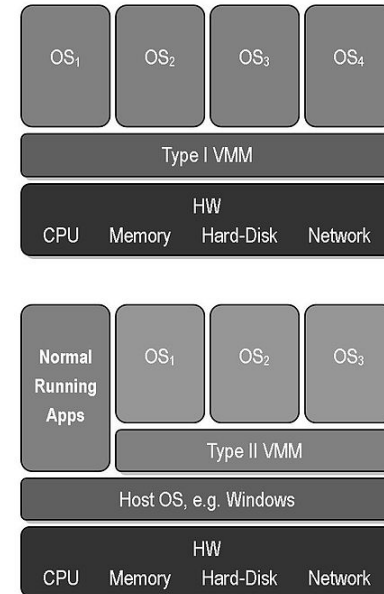 OS₁ OS₂ OS₃ OS₄
Type I VMM
HW
CPU Memory Hard-Disk Network
Normal
Running
Apps
OS₁ OS₂ OS₃
Type II VMM
Host OS, e.g. Windows
HW
CPU Memory Hard-Disk Network